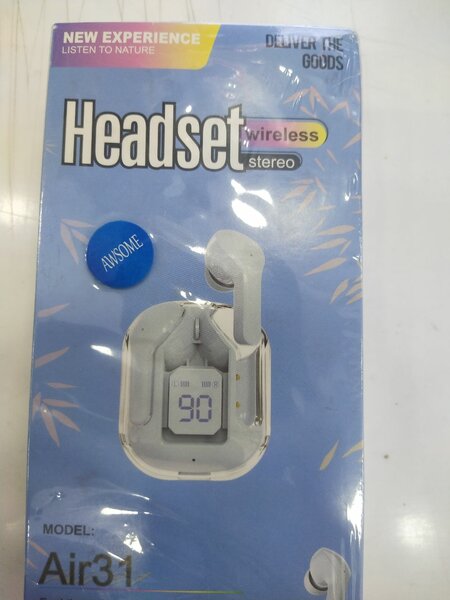 NEW EXPERIENCE
LISTEN TO NATURE
DELIVER THE
GOODS
Headset
wireless
stereo
AWSOME
L R
90
MODEL:
Air31